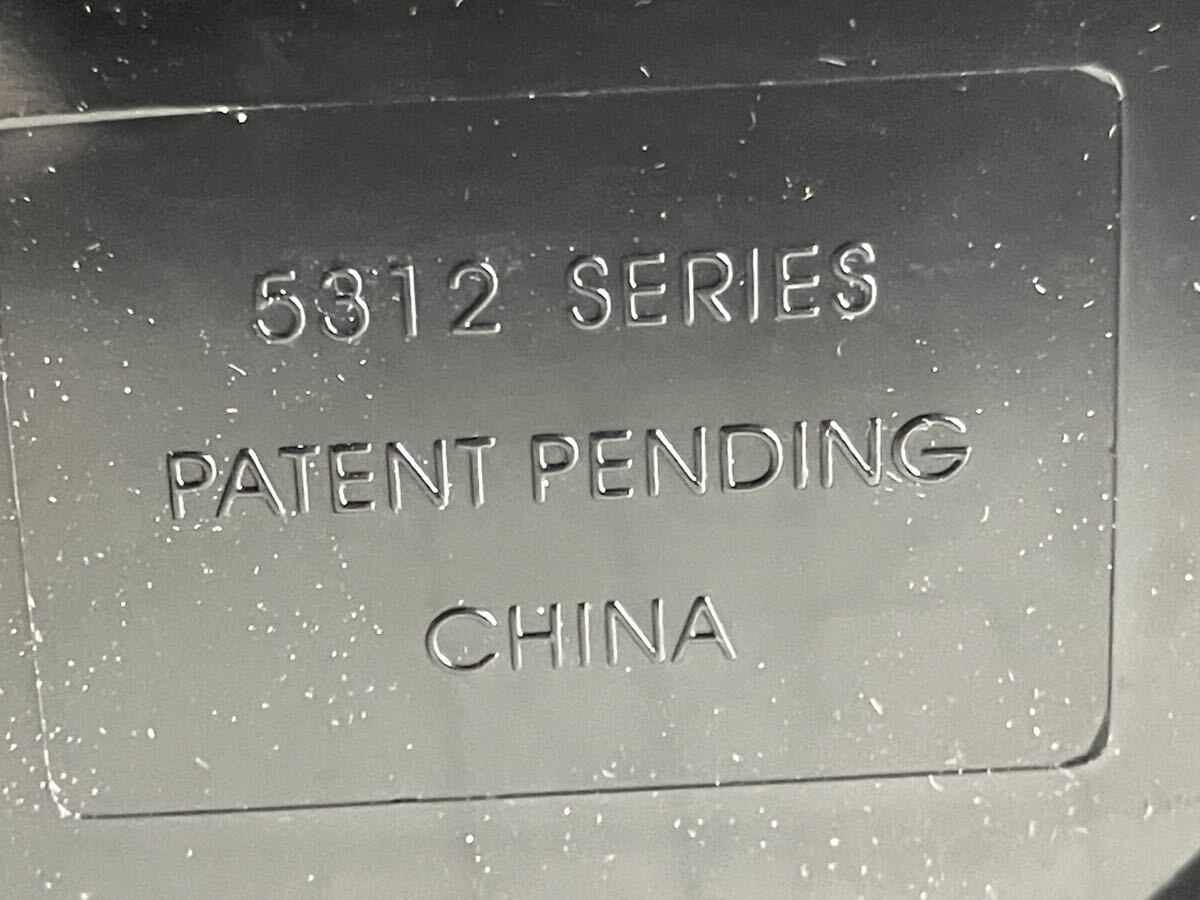 5312 SERIES
PATENT PENDING
CHINA